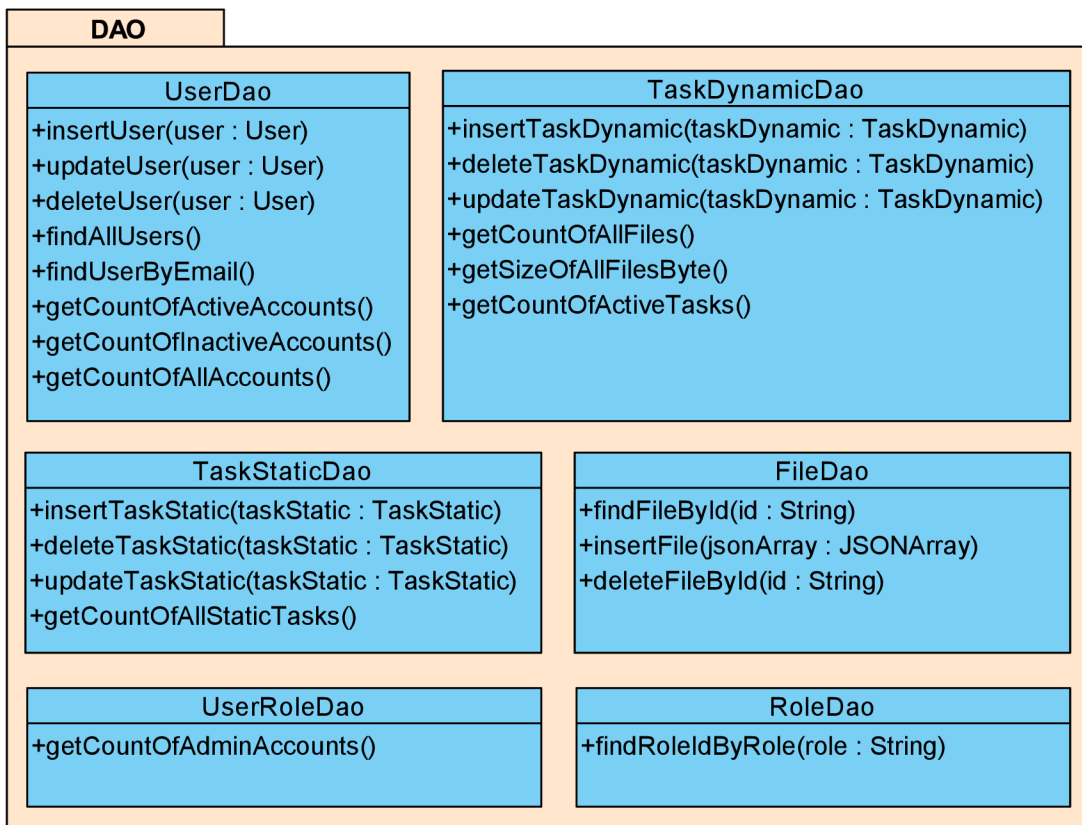 DAO
UserDao
+insertUser(user : User)
+updateUser(user : User)
+deleteUser(user : User)
+findAllUsers()
+findUserByEmail()
+getCountOfActiveAccounts()
+getCountOfInactiveAccounts()
+getCountOfAllAccounts()
TaskDynamicDao
+insertTaskDynamic(taskDynamic : TaskDynamic)
+deleteTaskDynamic(taskDynamic : TaskDynamic)
+updateTaskDynamic(taskDynamic : TaskDynamic)
+getCountOfAllFiles()
+getSizeOfAllFilesByte()
+getCountOfActiveTasks()
TaskStaticDao
+insertTaskStatic(taskStatic : TaskStatic)
+deleteTaskStatic(taskStatic : TaskStatic)
+updateTaskStatic(taskStatic : TaskStatic)
+getCountOfAllStaticTasks()
FileDao
+findFileById(id : String)
+insertFile(jsonArray : JSONArray)
+deleteFileById(id : String)
UserRoleDao
+getCountOfAdminAccounts()
RoleDao
+findRoleIdByRole(role : String)